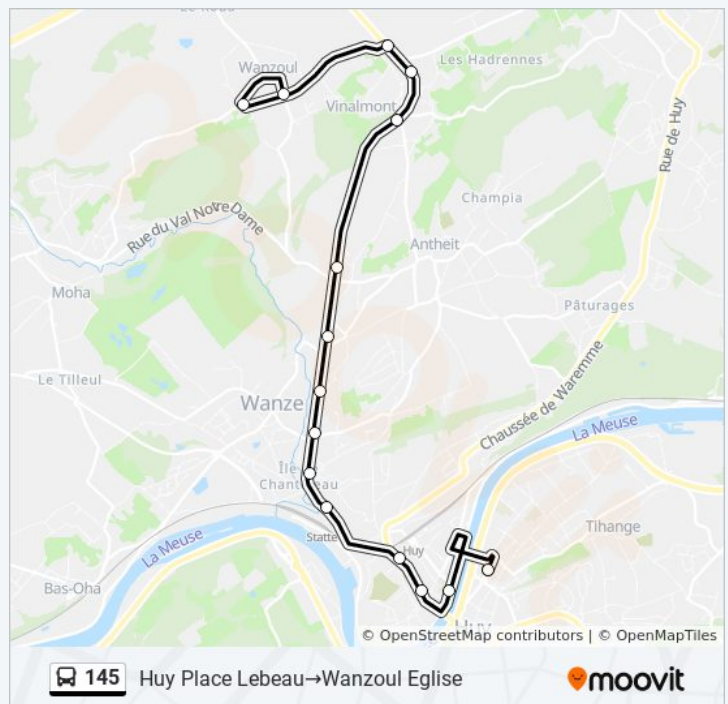 Wanzoul
Les Hadrennes
Vinalmont
Rue de Huy
Champia
Rue du Val Notre Dame
Antheit
Moha
Pâturages
Le Tilleul
Wanze
Chaussée de Waremme
La Meuse
Statte
Huy
Tihange
La Meuse
Bas-Oha
Huy
© OpenStreetMap contributors | © OpenMapTiles
145 Huy Place Lebeau→Wanzoul Eglise
moovit